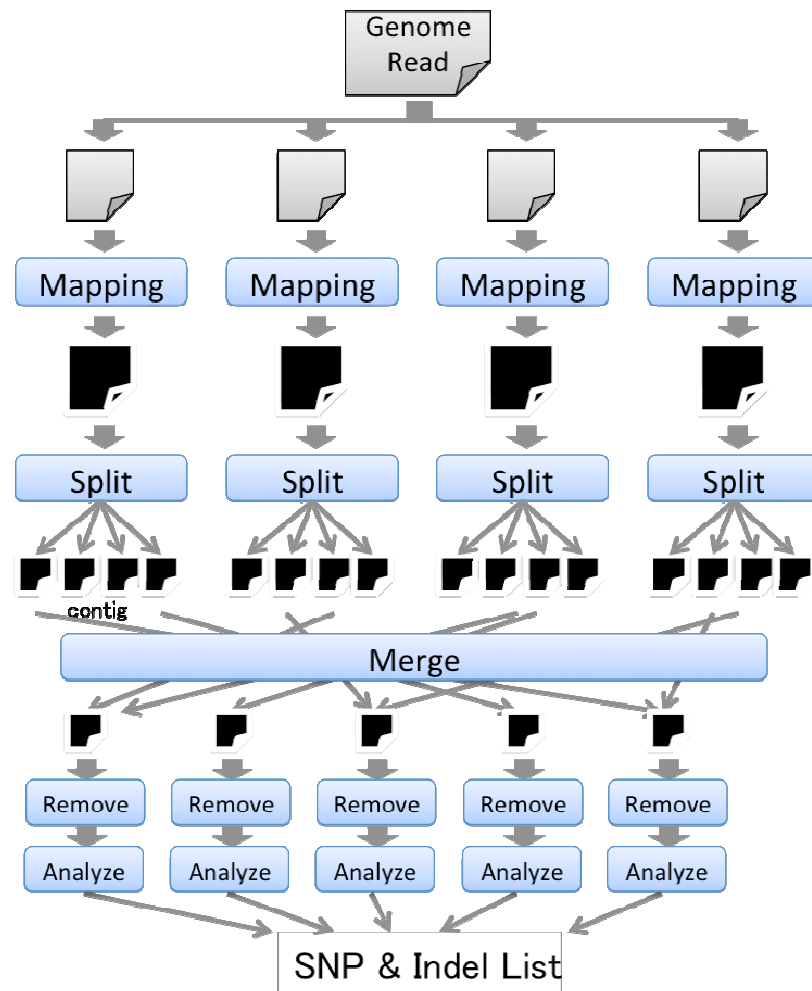 Genome
Read
Mapping Mapping Mapping Mapping
Split Split Split Split
contig
Merge
Remove Remove Remove Remove Remove
Analyze Analyze Analyze Analyze Analyze
SNP & Indel List